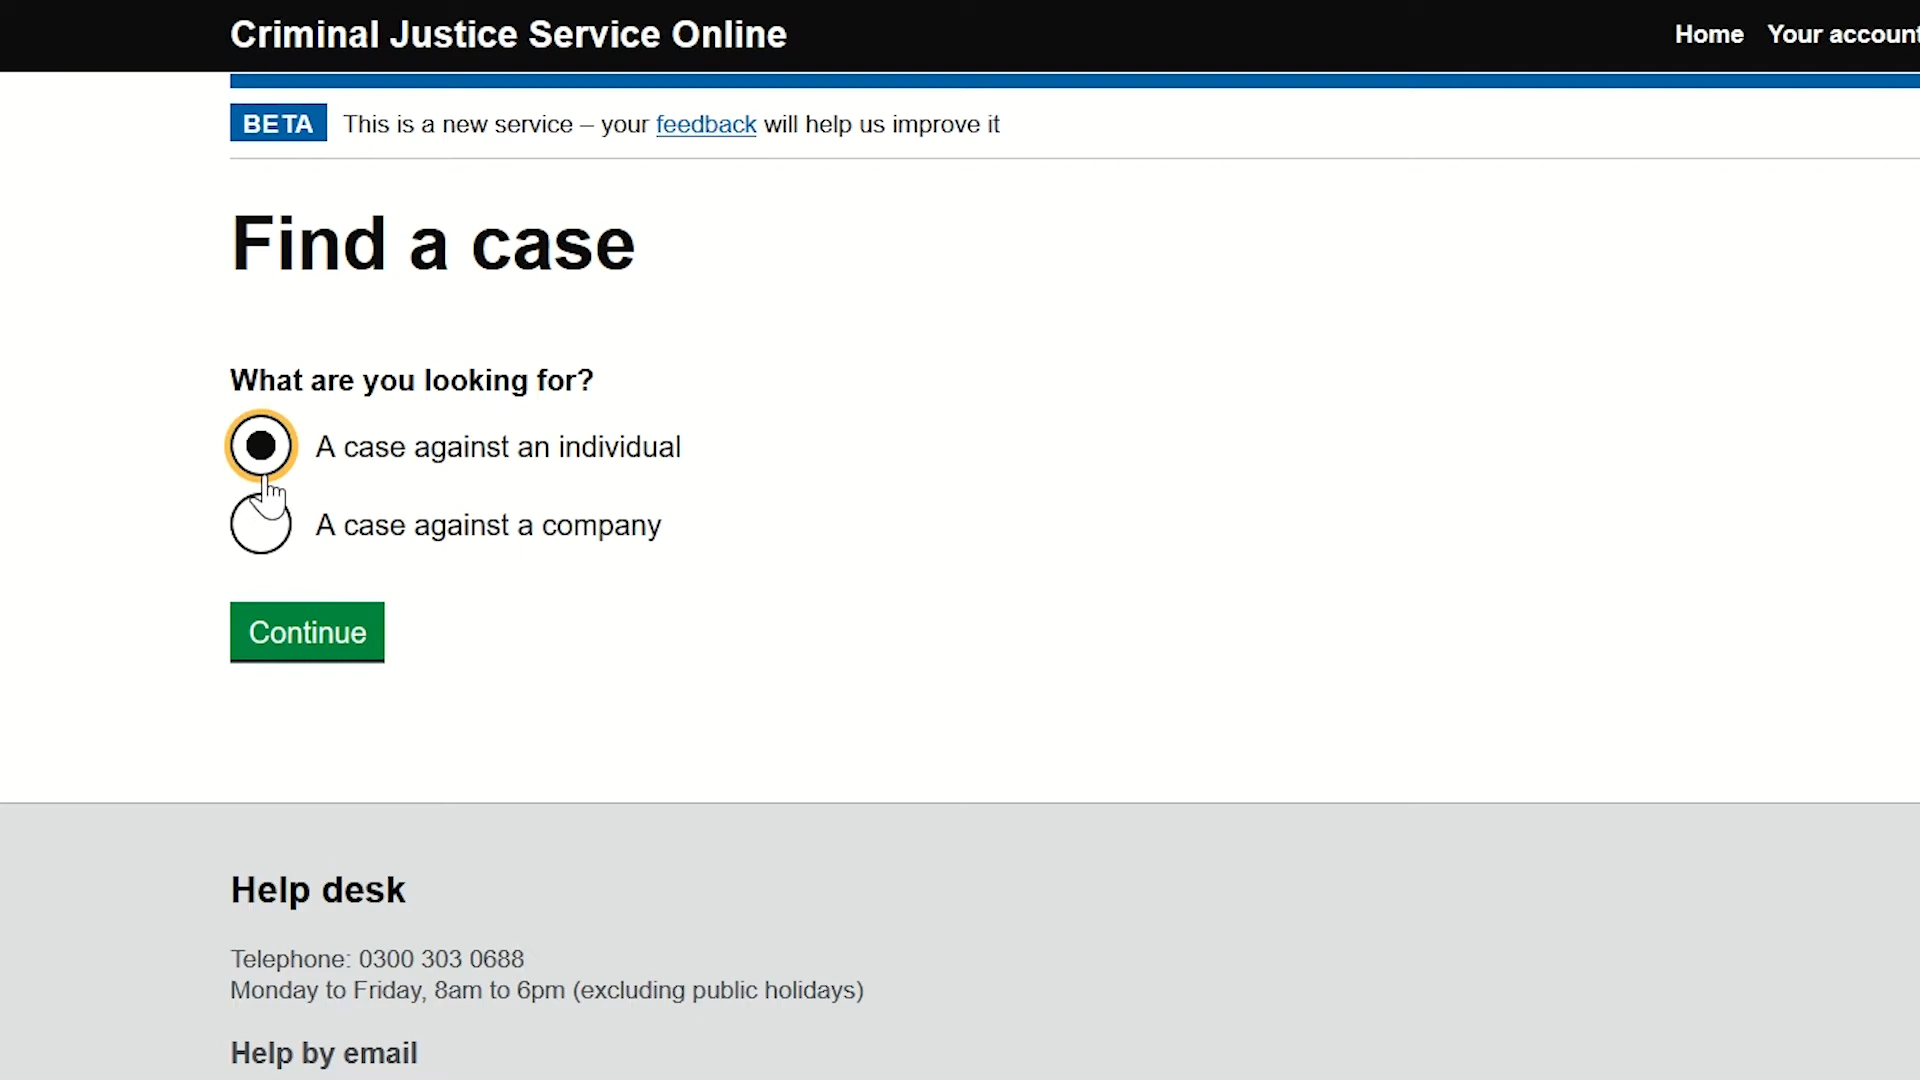 Criminal Justice Service Online
Home Your account
BETA This is a new service – your feedback will help us improve it
Find a case
What are you looking for?
A case against an individual
A case against a company
Continue
Help desk
Telephone: 0300 303 0688
Monday to Friday, 8am to 6pm (excluding public holidays)
Help by email